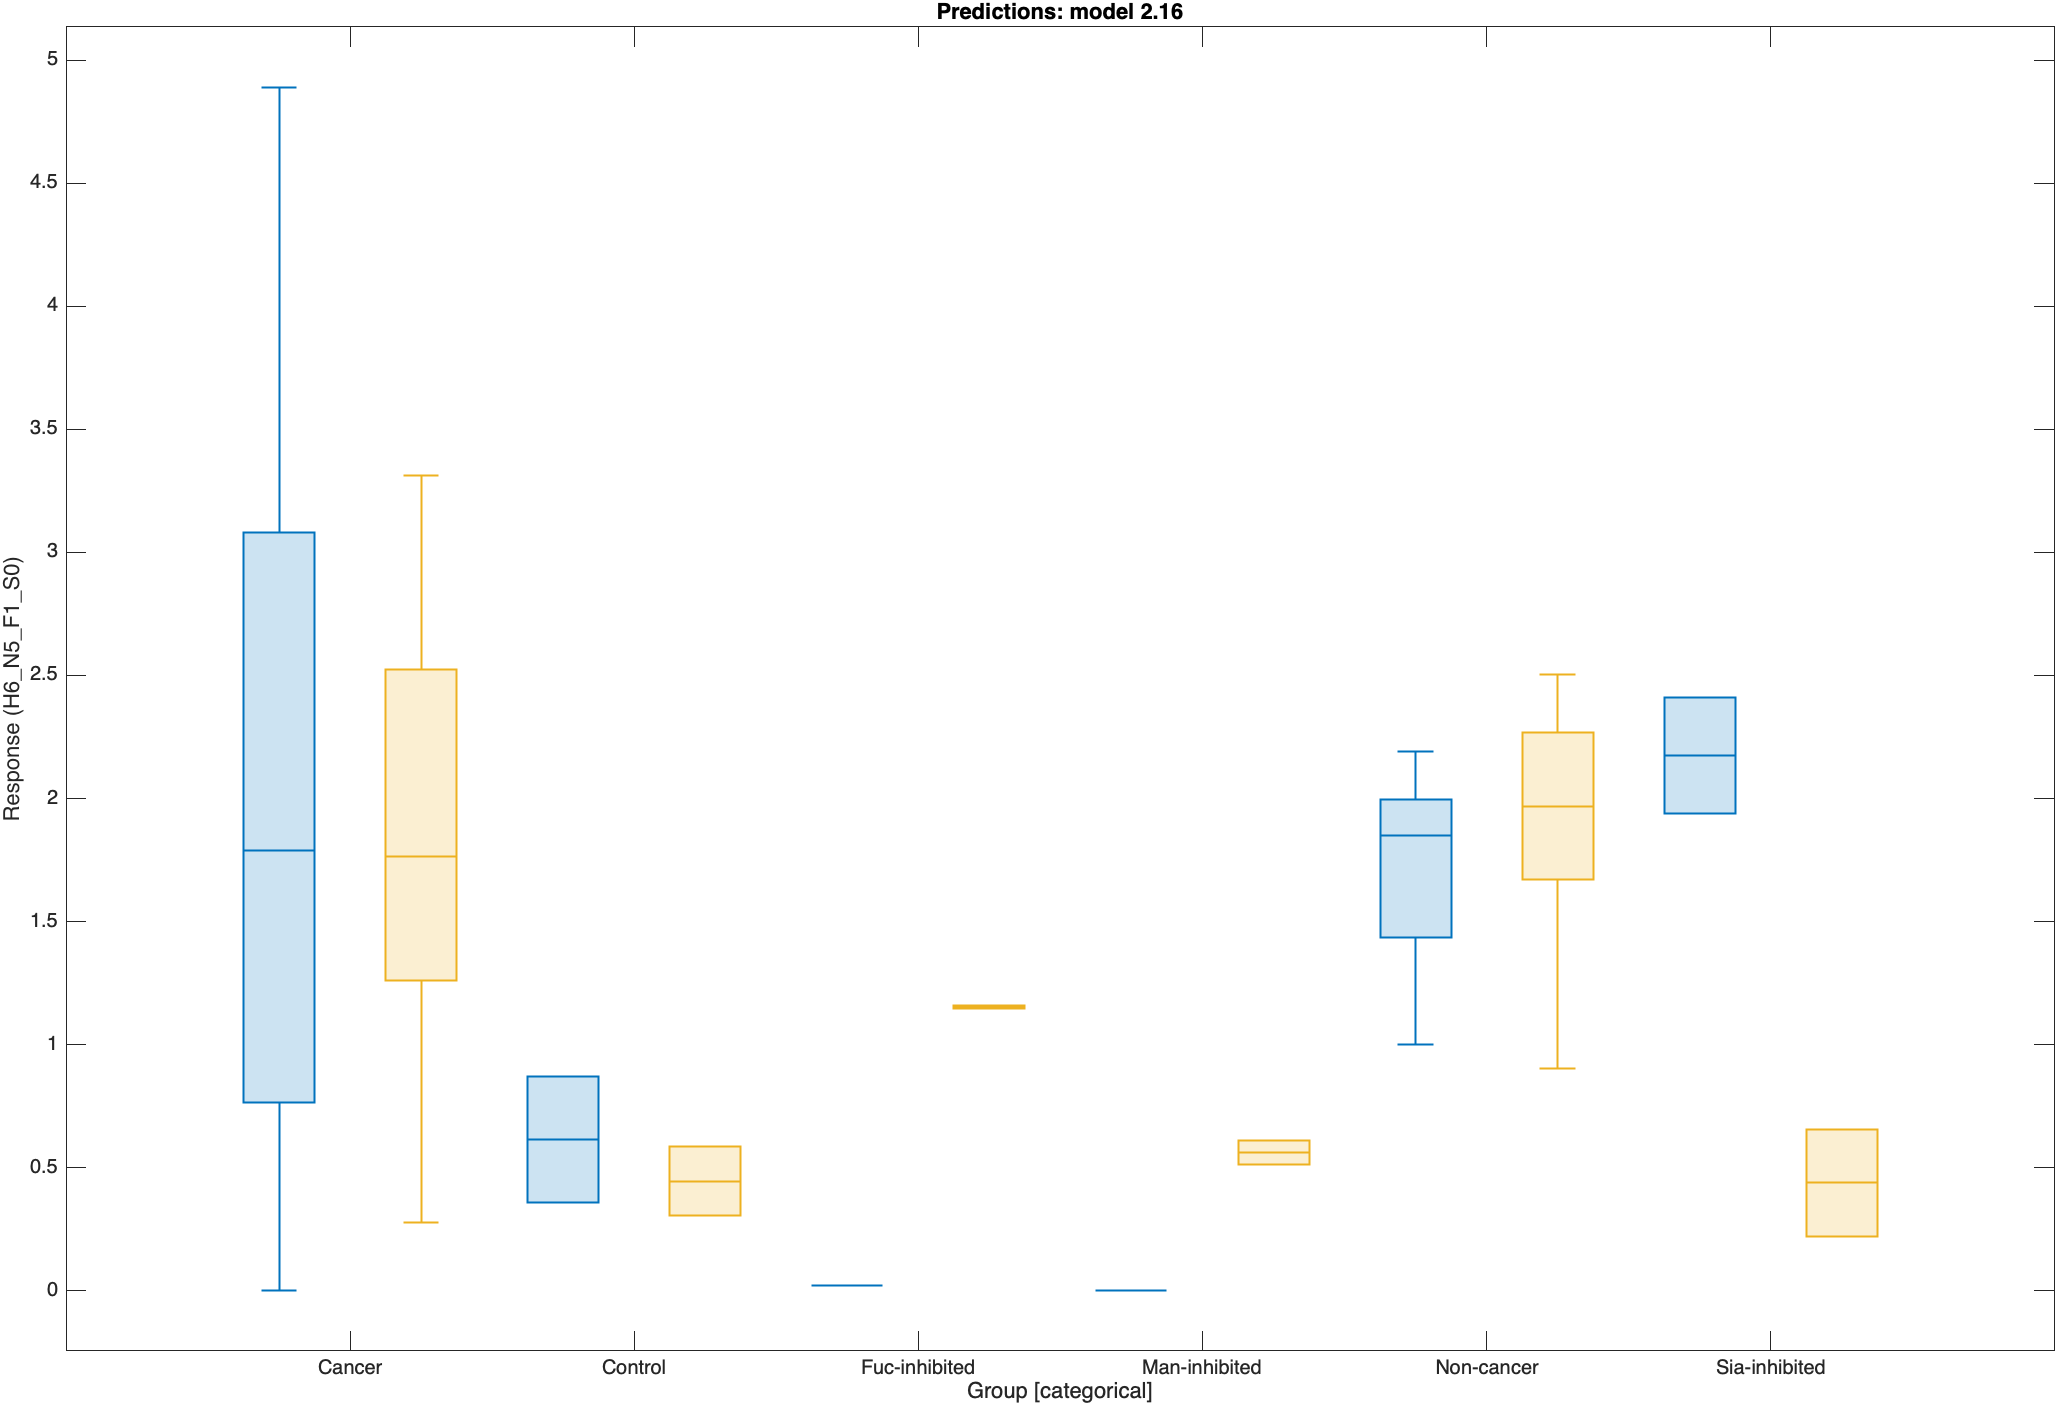 Predictions: model 2.16
5
4.5
4
3.5
3
2.5
2
1.5
1
0.5
0
Response (H6_N5_F1_S0)
Cancer Control Fuc-inhibited Man-inhibited Non-cancer Sia-inhibited
Group [categorical]